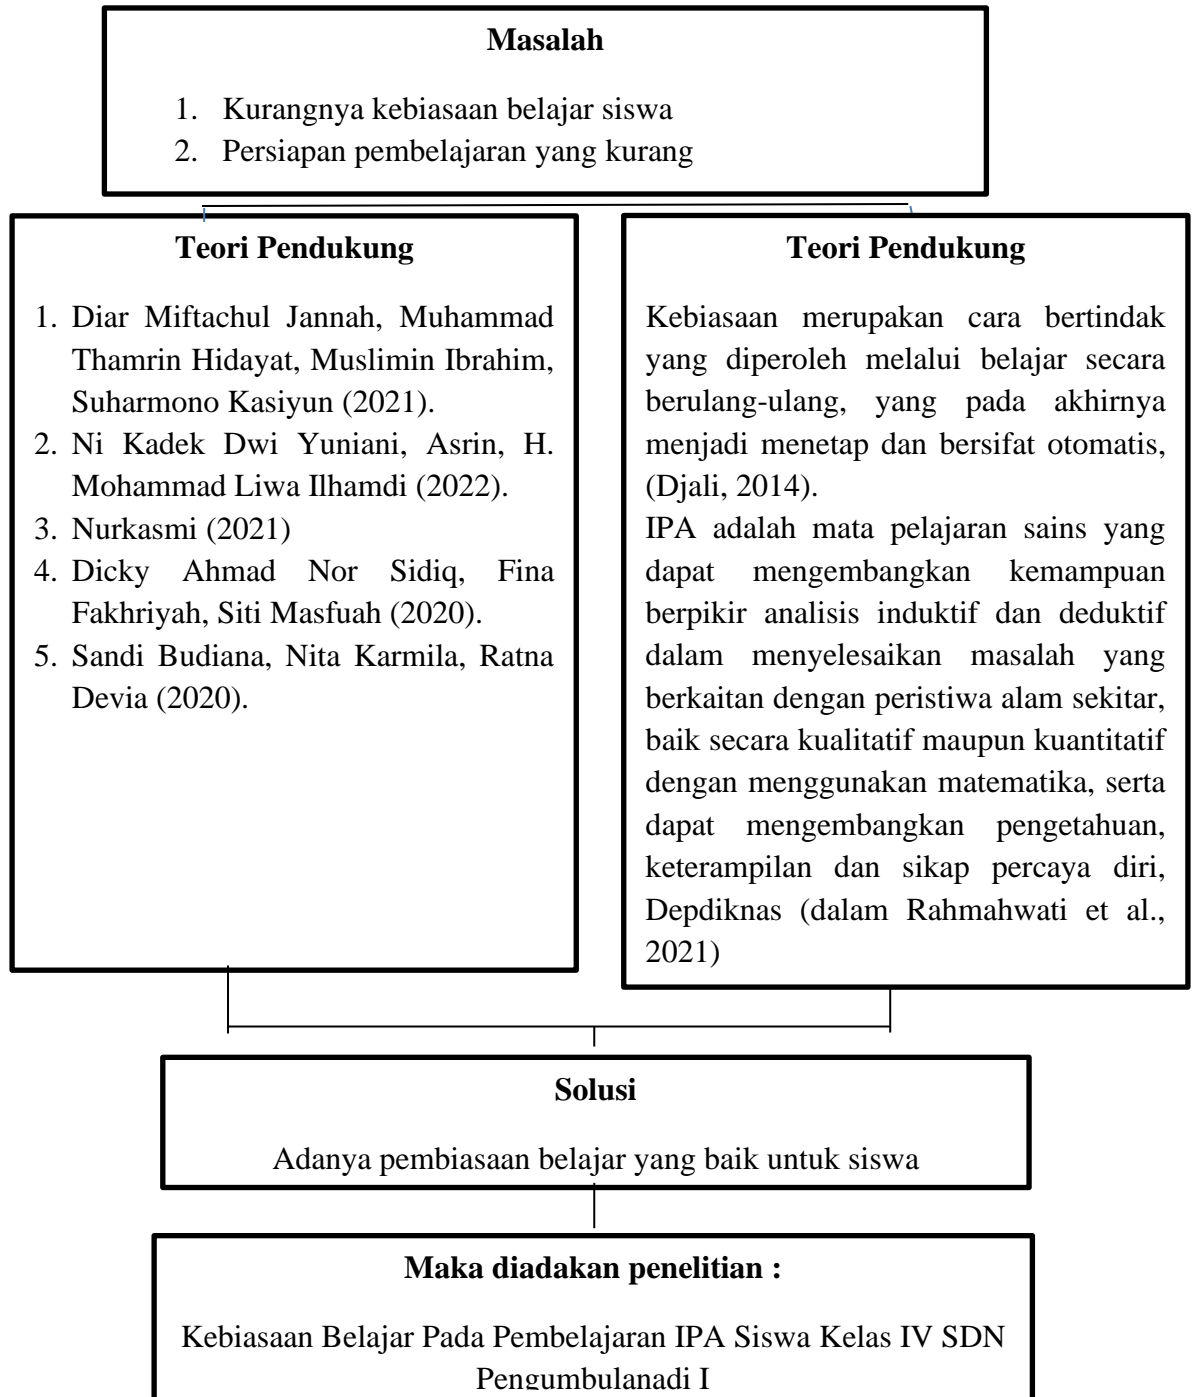 Masalah
1. Kurangnya kebiasaan belajar siswa
2. Persiapan pembelajaran yang kurang
Teori Pendukung
1. Diar Miftachul Jannah, Muhammad
Thamrin Hidayat, Muslimin Ibrahim,
Suharmono Kasiyun (2021).
2. Ni Kadek Dwi Yuniani, Asrin, H.
Mohammad Liwa Ilhamdi (2022).
3. Nurkasmi (2021)
4. Dicky Ahmad Nor Sidiq, Fina
Fakhriyah, Siti Masfuah (2020).
5. Sandi Budiana, Nita Karmila, Ratna
Devia (2020).
Teori Pendukung
Kebiasaan merupakan cara bertindak
yang diperoleh melalui belajar secara
berulang-ulang, yang pada akhirnya
menjadi menetap dan bersifat otomatis,
(Djali, 2014).
IPA adalah mata pelajaran sains yang
dapat mengembangkan kemampuan
berpikir analisis induktif dan deduktif
dalam menyelesaikan masalah yang
berkaitan dengan peristiwa alam sekitar,
baik secara kualitatif maupun kuantitatif
dengan menggunakan matematika, serta
dapat mengembangkan pengetahuan,
keterampilan dan sikap percaya diri,
Depdiknas (dalam Rahmahwati et al.,
2021)
Solusi
Adanya pembiasaan belajar yang baik untuk siswa
Maka diadakan penelitian :
Kebiasaan Belajar Pada Pembelajaran IPA Siswa Kelas IV SDN
Pengumbulanadi I